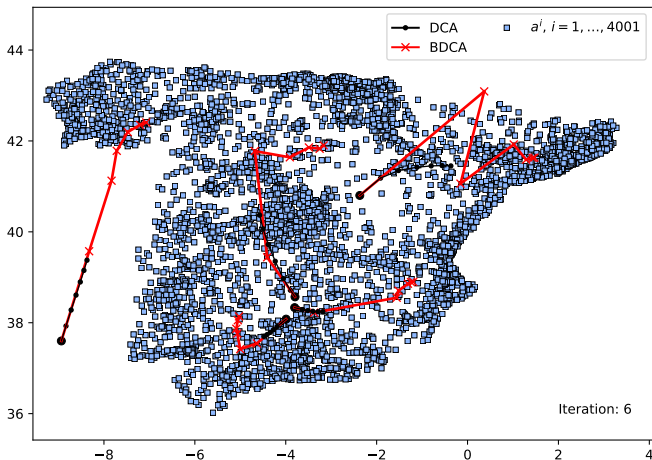 DCA
BDCA
a^i, i = 1, ..., 4001
44
42
40
38
36
Iteration: 6
−8 −6 −4 −2 0 2 4